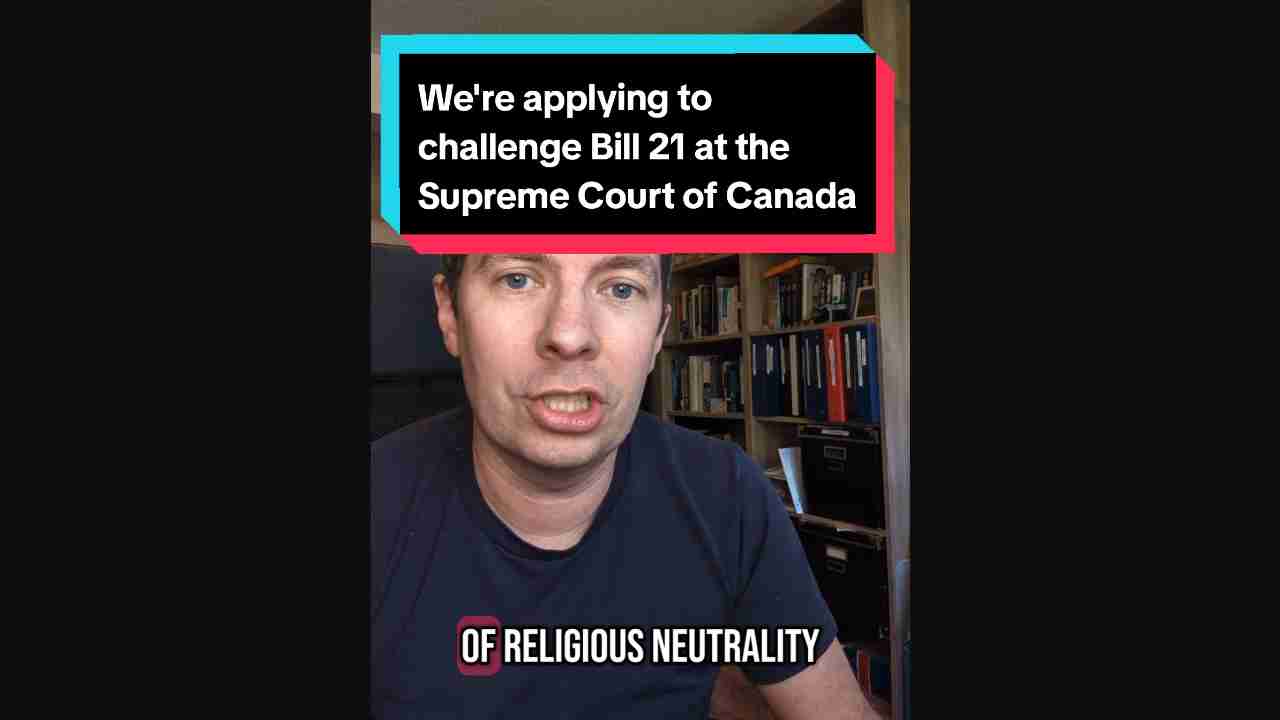 We're applying to
challenge Bill 21 at the
Supreme Court of Canada
OF RELIGIOUS NEUTRALITY